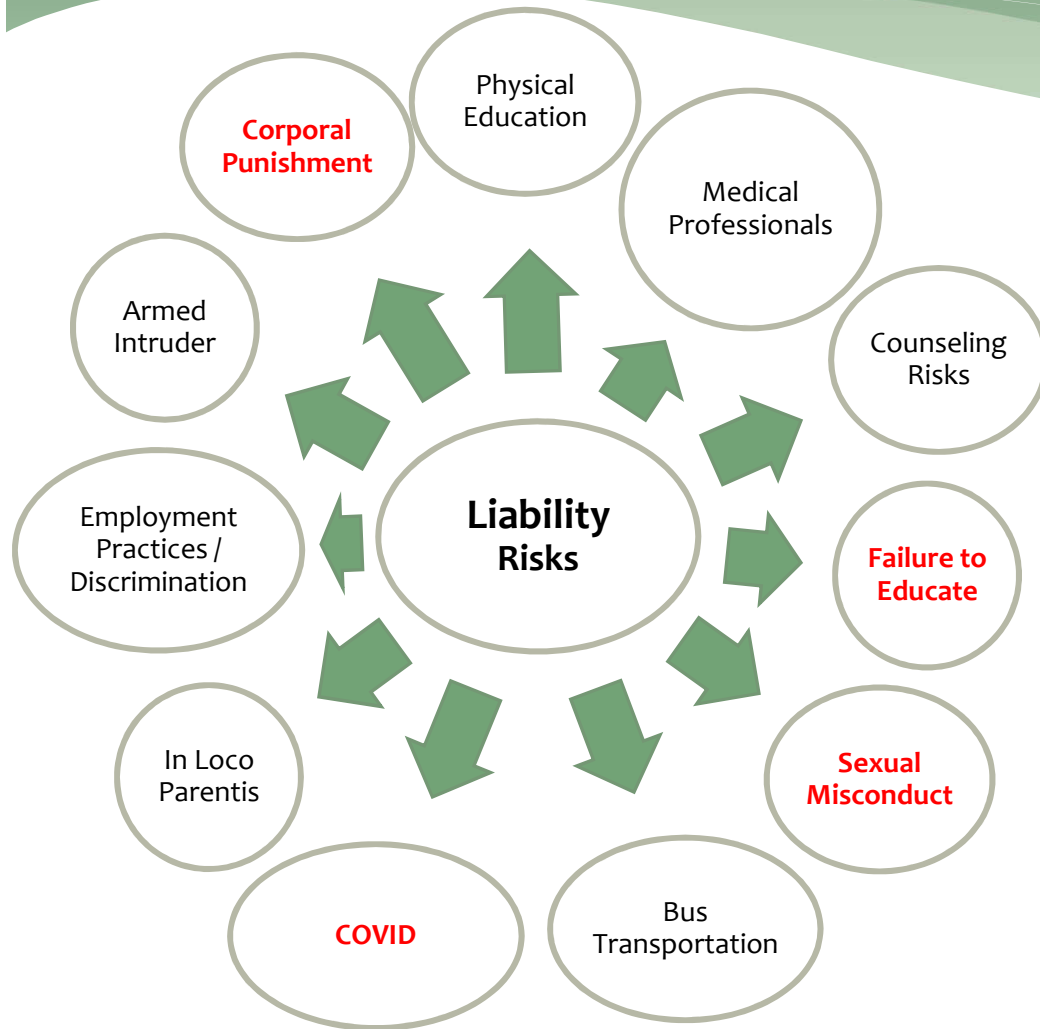 Physical
Education
Corporal
Punishment
Medical
Professionals
Armed
Intruder
Counseling
Risks
Liability
Risks
Employment
Practices /
Discrimination
Failure to
Educate
In Loco
Parentis
Sexual
Misconduct
COVID
Bus
Transportation